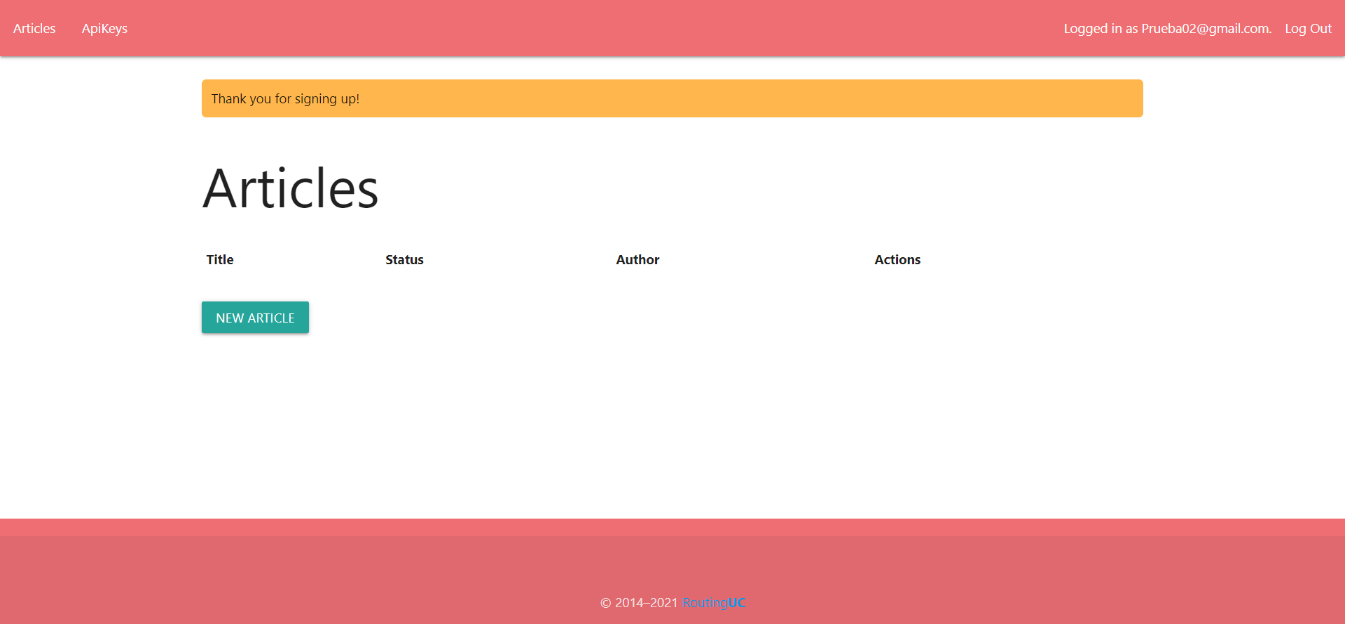 Articles ApiKeys Logged in as Prueba02@gmail.com. Log Out
Thank you for signing up!
Articles
Title Status Author Actions
NEW ARTICLE
© 2014–2021 RoutingUC